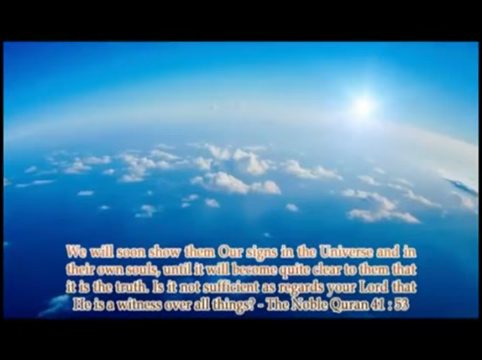 We will soon show them Our signs in the Universe and in
their own souls, until it will become quite clear to them that
it is the truth. Is it not sufficient as regards your Lord that
He is a witness over all things? - The Noble Quran 41 : 53